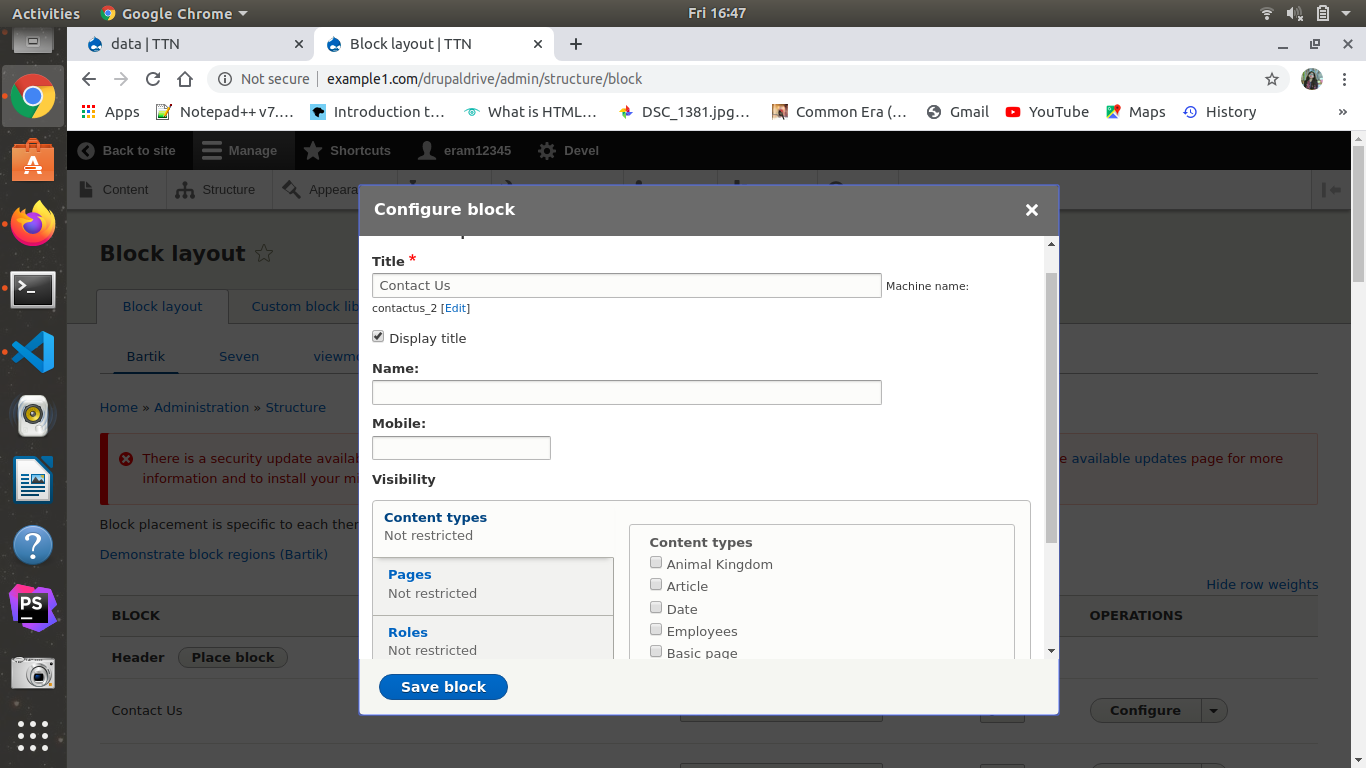 Activities Google Chrome Fri 16:47
data | TTN Block layout | TTN
Not secure example1.com/drupaldrive/admin/structure/block
Apps Notepad++ v7.... Introduction t... What is HTML... DSC_1381.jpg... Common Era (... Gmail YouTube Maps History »
Back to site Manage Shortcuts eram12345 Devel
Content Structure Appeara
Configure block
Block layout
Title *
Contact Us Machine name:
contactus_2 [Edit]
Block layout Custom block lib
Display title
Bartik Seven viewmo
Name:
Home » Administration » Structure
Mobile:
There is a security update availab e available updates page for more
information and to install your mi
Visibility
Content types
Not restricted
Block placement is specific to each then
Demonstrate block regions (Bartik)
Content types
Animal Kingdom
Article
Date
Employees
Basic page
Pages
Not restricted
Roles
Not restricted
Hide row weights
BLOCK OPERATIONS
Header Place block
Save block
Contact Us Configure
PS